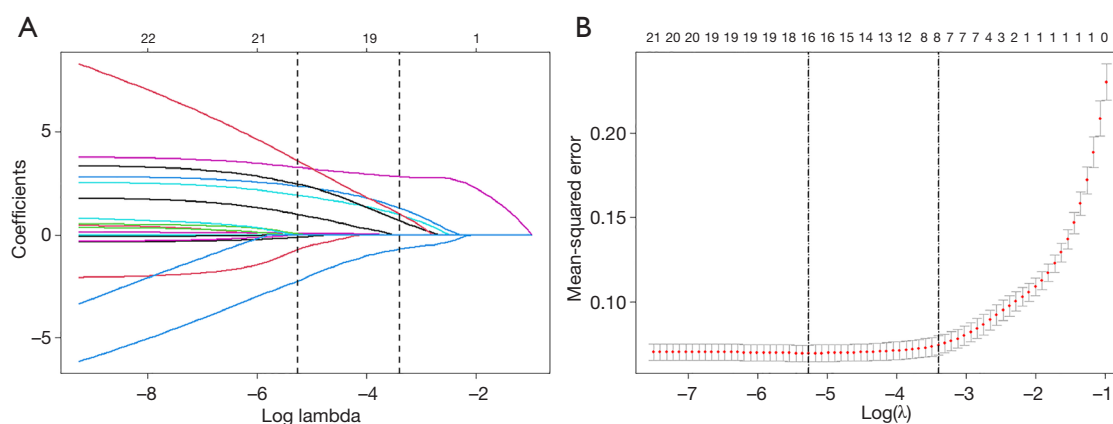 A
22 21 19 1
5
0
−5
Coefficients
−8 −6 −4 −2
Log lambda
B
21 20 20 19 19 19 19 18 16 16 15 14 13 12 8 8 7 7 7 4 3 2 1 1 1 1 1 1 0
0.20
0.15
0.10
Mean-squared error
−7 −6 −5 −4 −3 −2 −1
Log(λ)